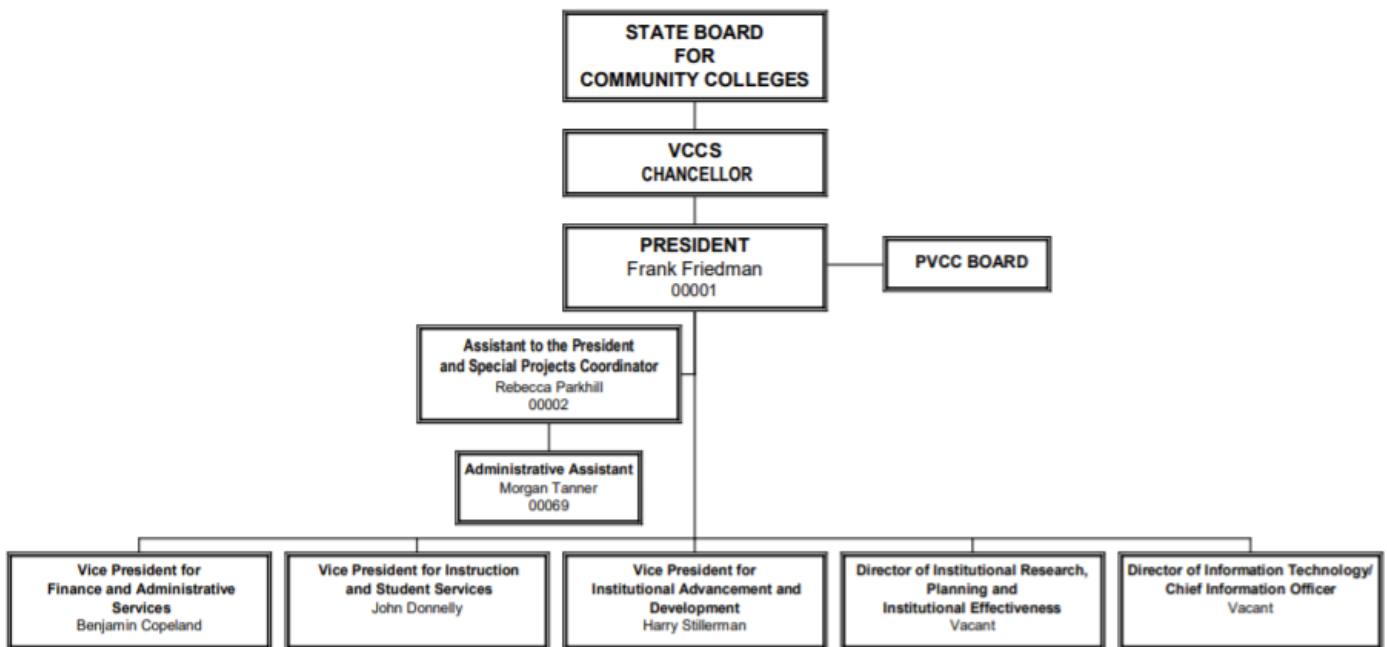 STATE BOARD
FOR
COMMUNITY COLLEGES
VCCS
CHANCELLOR
PRESIDENT
Frank Friedman
00001
PVCC BOARD
Assistant to the President
and Special Projects Coordinator
Rebecca Parkhill
00002
Administrative Assistant
Morgan Tanner
00069
Vice President for
Finance and Administrative
Services
Benjamin Copeland
Vice President for Instruction
and Student Services
John Donnelly
Vice President for
Institutional Advancement and
Development
Harry Stillerman
Director of Institutional Research,
Planning and
Institutional Effectiveness
Vacant
Director of Information Technology/
Chief Information Officer
Vacant